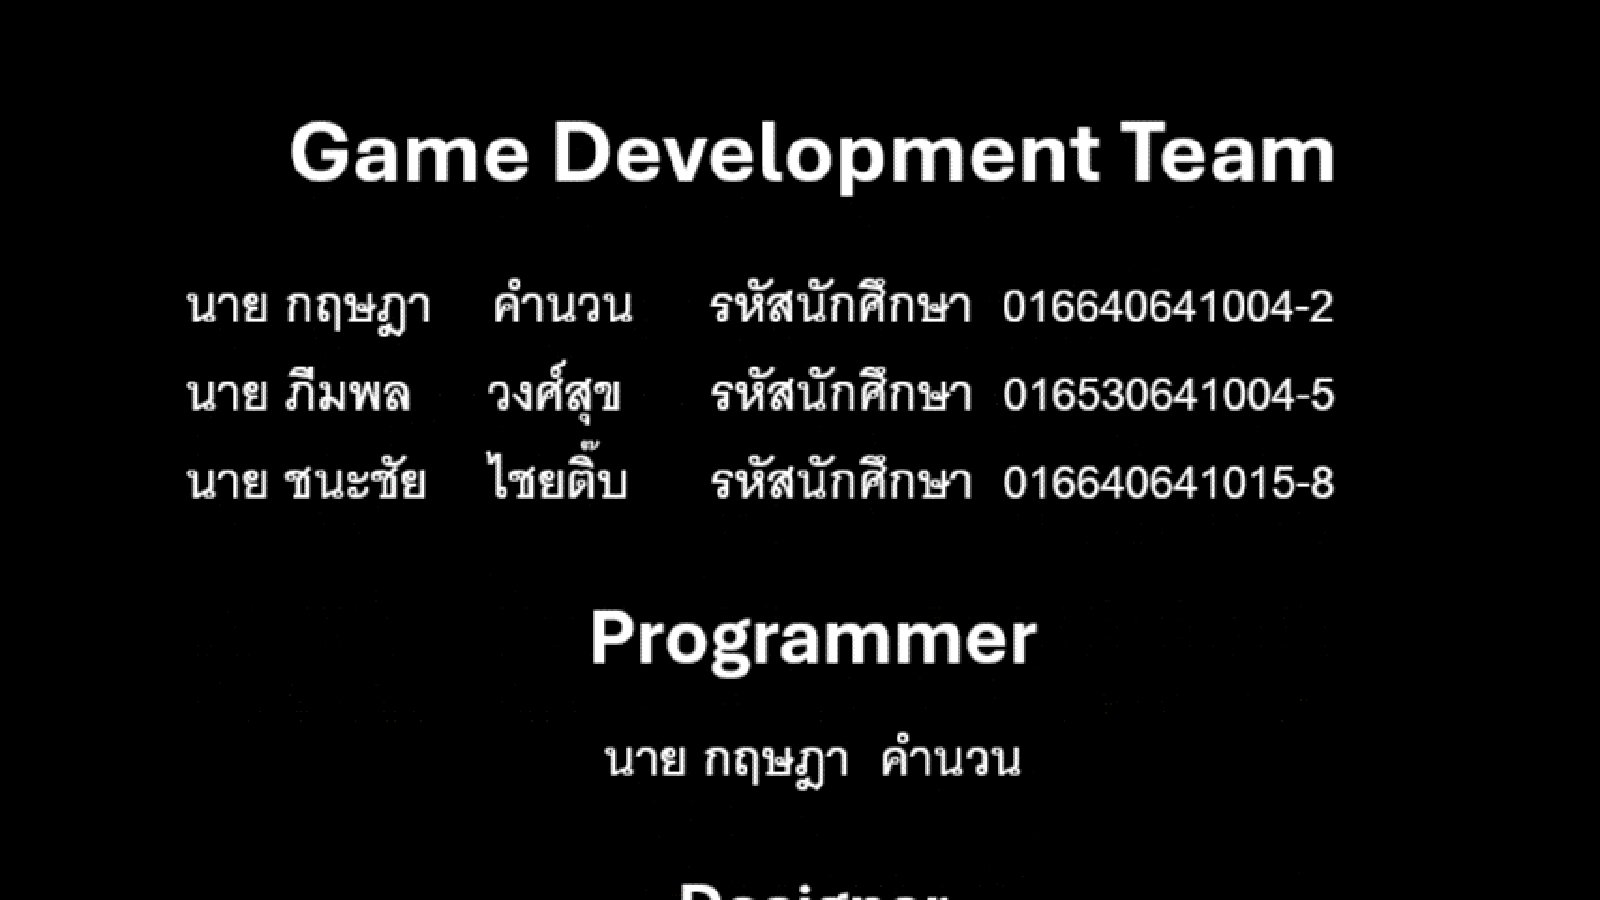 Game Development Team
นาย กฤษฎา คำนวน รหัสนักศึกษา 016640641004-2
นาย ภีมพล วงศ์สุข รหัสนักศึกษา 016530641004-5
นาย ชนะชัย ไชยติ๊บ รหัสนักศึกษา 016640641015-8
Programmer
นาย กฤษฎา คำนวน
Designer